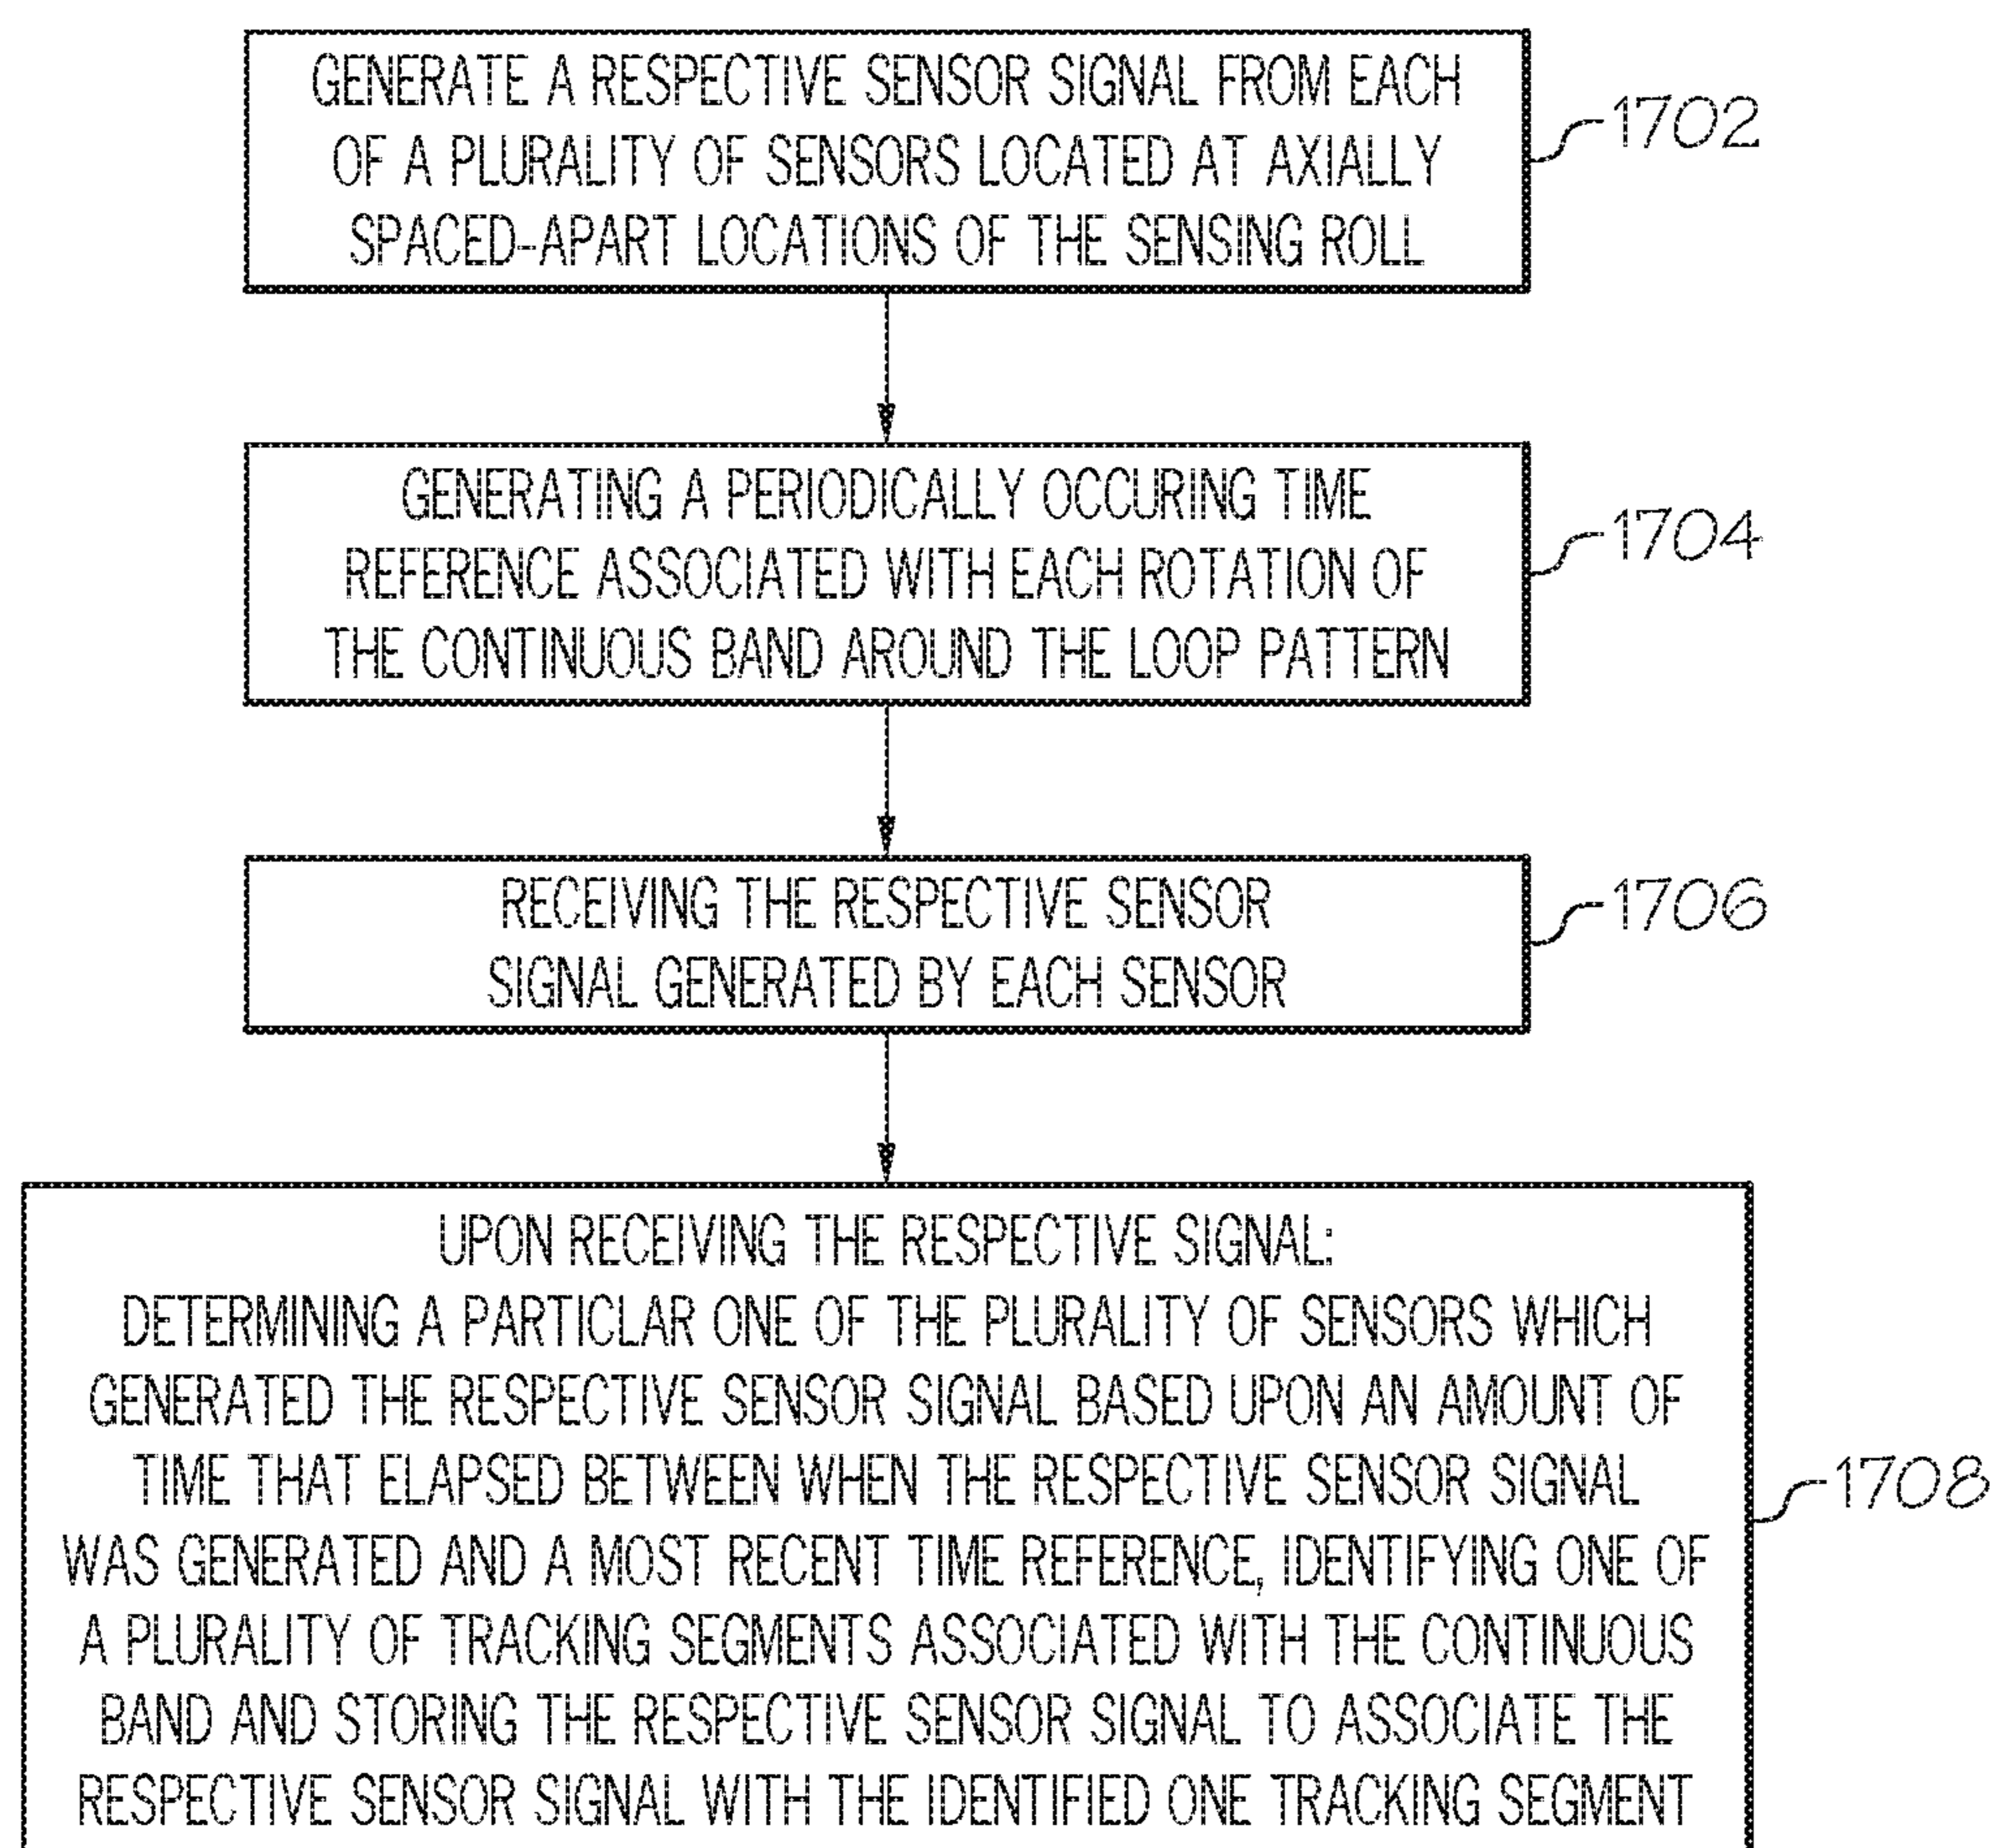 GENERATE A RESPECTIVE SENSOR SIGNAL FROM EACH
OF A PLURALITY OF SENSORS LOCATED AT AXIALLY
SPACED-APART LOCATIONS OF THE SENSING ROLL
1702
GENERATING A PERIODICALLY OCCURING TIME
REFERENCE ASSOCIATED WITH EACH ROTATION OF
THE CONTINUOUS BAND AROUND THE LOOP PATTERN
1704
RECEIVING THE RESPECTIVE SENSOR
SIGNAL GENERATED BY EACH SENSOR
1706
UPON RECEIVING THE RESPECTIVE SIGNAL:
DETERMINING A PARTICLAR ONE OF THE PLURALITY OF SENSORS WHICH
GENERATED THE RESPECTIVE SENSOR SIGNAL BASED UPON AN AMOUNT OF
TIME THAT ELAPSED BETWEEN WHEN THE RESPECTIVE SENSOR SIGNAL
WAS GENERATED AND A MOST RECENT TIME REFERENCE, IDENTIFYING ONE OF
A PLURALITY OF TRACKING SEGMENTS ASSOCIATED WITH THE CONTINUOUS
BAND AND STORING THE RESPECTIVE SENSOR SIGNAL TO ASSOCIATE THE
RESPECTIVE SENSOR SIGNAL WITH THE IDENTIFIED ONE TRACKING SEGMENT
1708